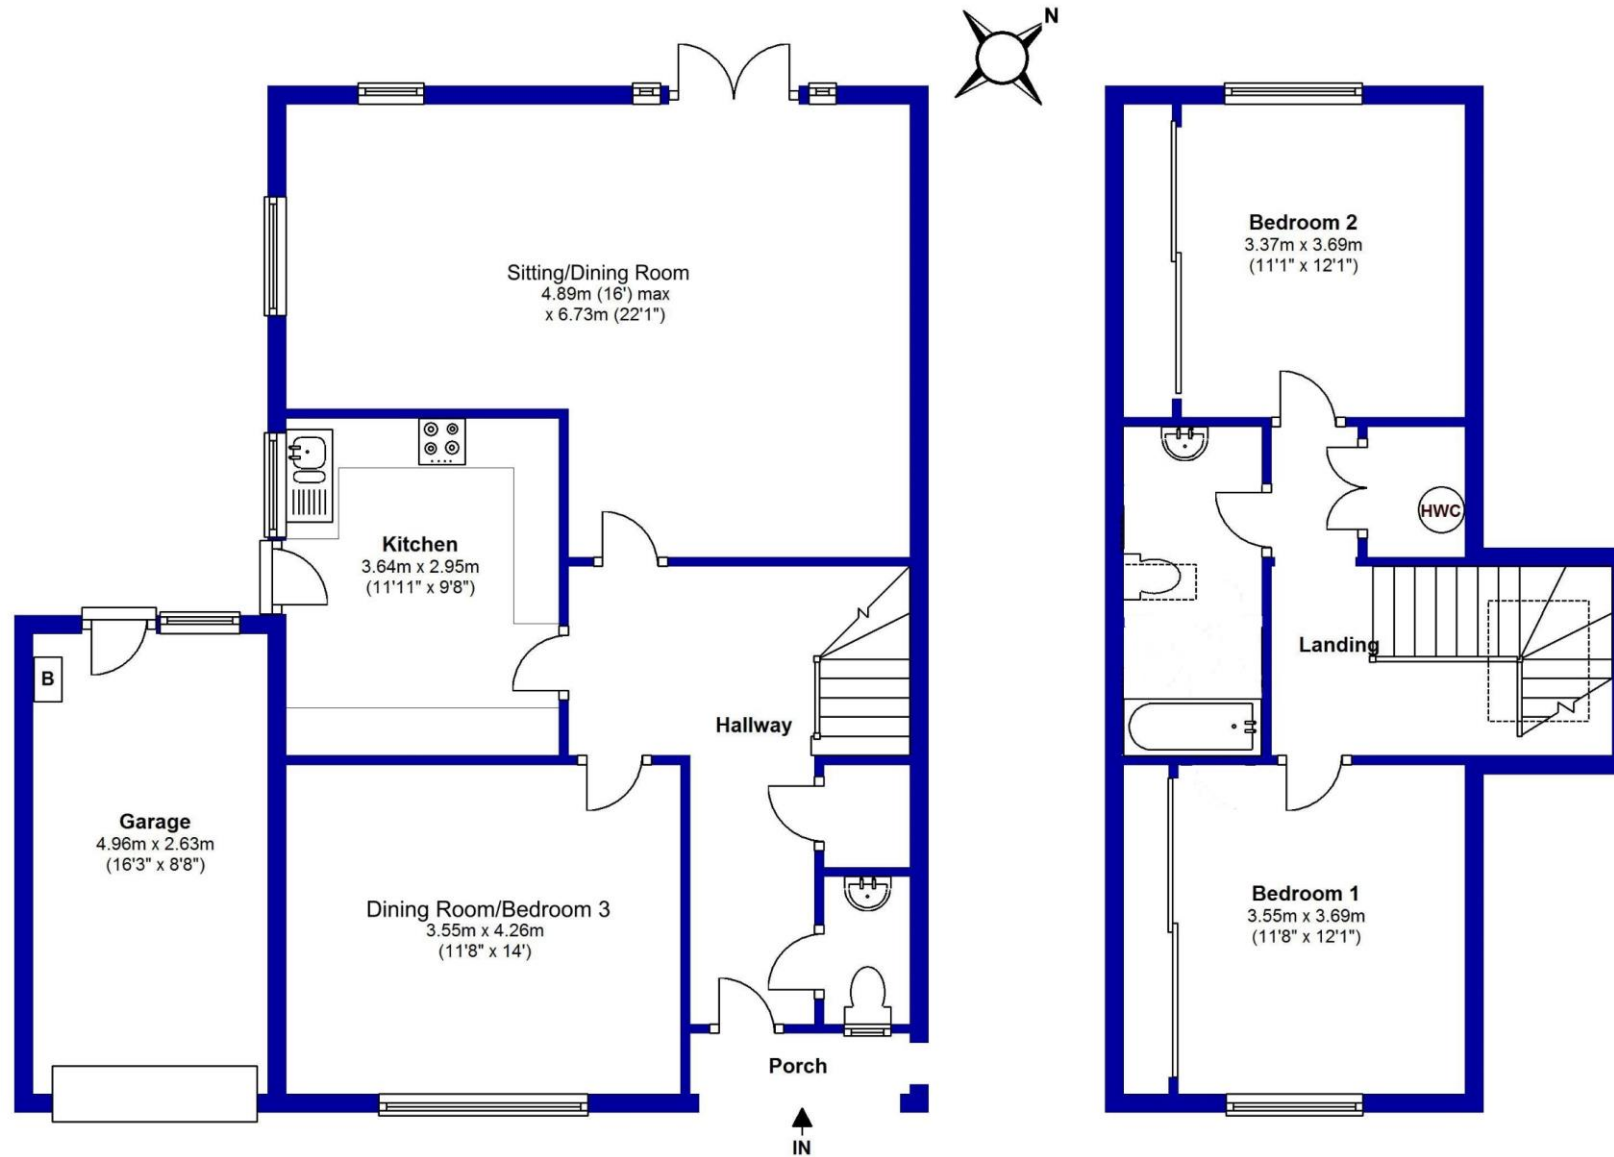 N
Sitting/Dining Room
4.89m (16') max
x 6.73m (22'1")
Kitchen
3.64m x 2.95m
(11'11" x 9'8")
B
Garage
4.96m x 2.63m
(16'3" x 8'8")
Hallway
Dining Room/Bedroom 3
3.55m x 4.26m
(11'8" x 14')
Porch
IN
Bedroom 2
3.37m x 3.69m
(11'1" x 12'1")
HWC
Landing
Bedroom 1
3.55m x 3.69m
(11'8" x 12'1")